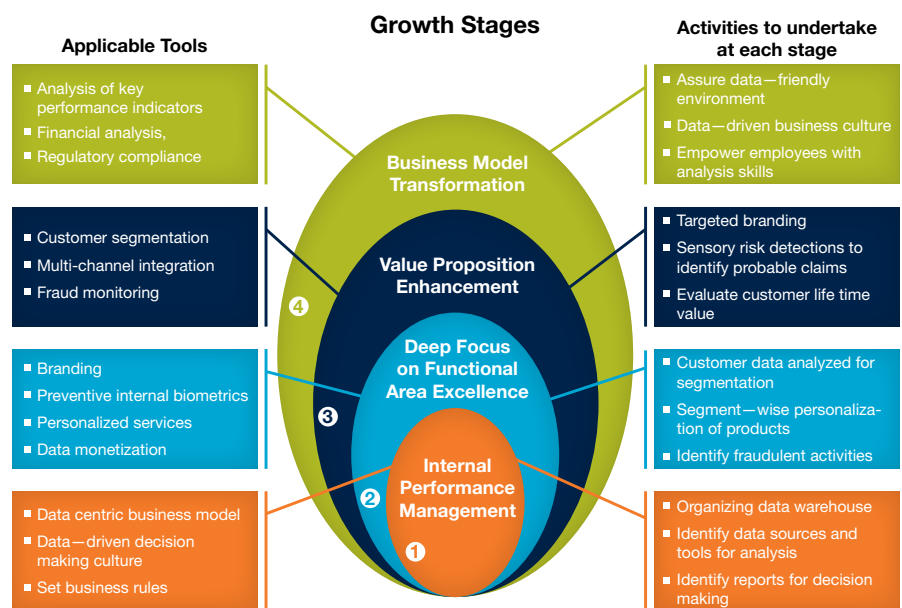 Growth Stages
Applicable Tools
Activities to undertake
at each stage
Analysis of key
performance indicators
Financial analysis,
Regulatory compliance
Customer segmentation
Multi-channel integration
Fraud monitoring
Branding
Preventive internal biometrics
Personalized services
Data monetization
Data centric business model
Data—driven decision
making culture
Set business rules
Business Model
Transformation
4
Value Proposition
Enhancement
3
Deep Focus
on Functional
Area Excellence
2
Internal
Performance
Management
1
Assure data—friendly
environment
Data—driven business culture
Empower employees with
analysis skills
Targeted branding
Sensory risk detections to
identify probable claims
Evaluate customer life time
value
Customer data analyzed for
segmentation
Segment—wise personaliza-
tion of products
Identify fraudulent activities
Organizing data warehouse
Identify data sources and
tools for analysis
Identify reports for decision
making